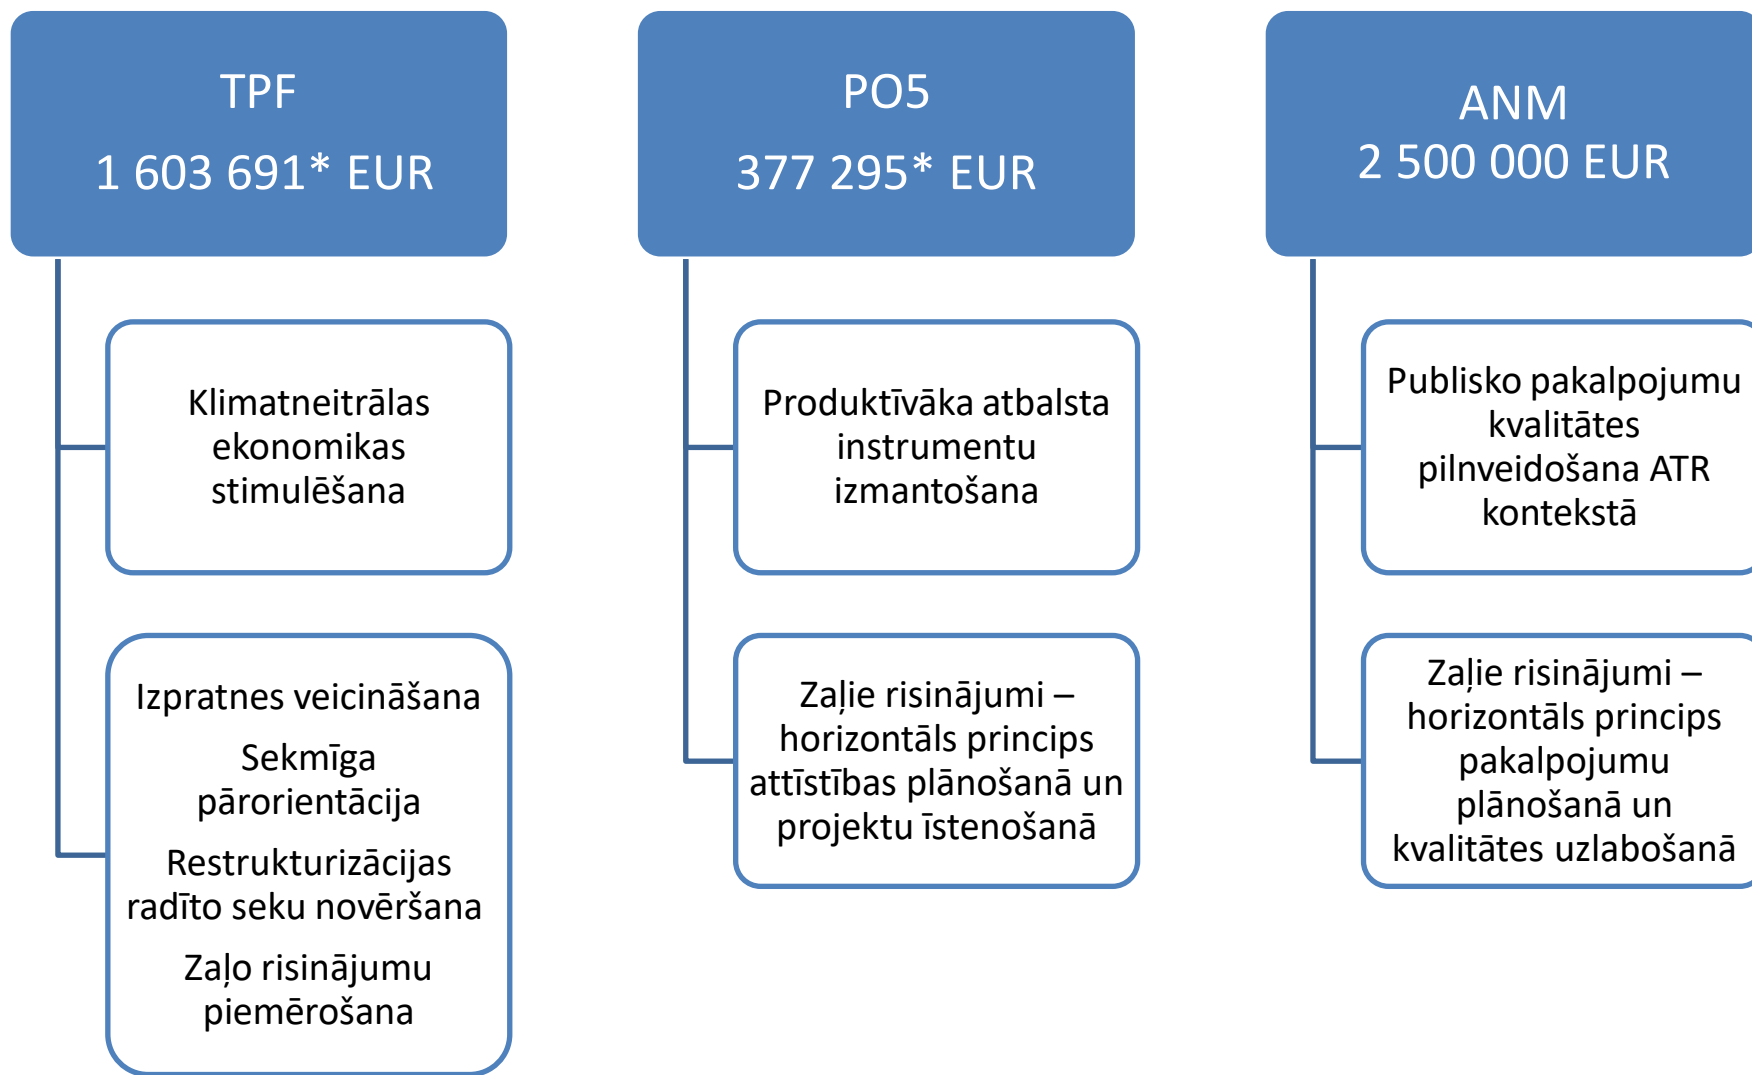 TPF
1 603 691* EUR
Klimatneitrālas
ekonomikas
stimulēšana
Izpratnes veicināšana
Sekmīga
pārorientācija
Restrukturizācijas
radīto seku novēršana
Zaļo risinājumu
piemērošana
PO5
377 295* EUR
Produktīvāka atbalsta
instrumentu
izmantošana
Zaļie risinājumi –
horizontāls princips
attīstības plānošanā un
projektu īstenošanā
ANM
2 500 000 EUR
Publisko pakalpojumu
kvalitātes
pilnveidošana ATR
kontekstā
Zaļie risinājumi –
horizontāls princips
pakalpojumu
plānošanā un
kvalitātes uzlabošanā